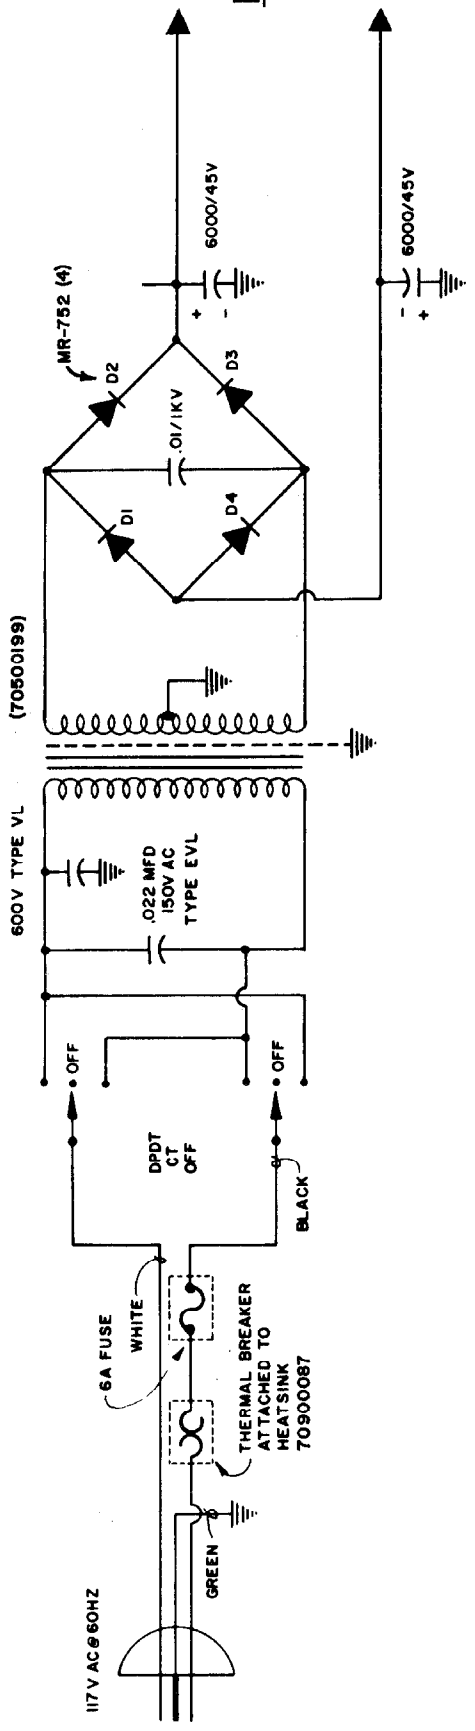 117V AC@60HZ
GREEN
THERMAL BREAKER
ATTACHED TO
HEATSINK
70900087
6A FUSE
WHITE
BLACK
DPDT
CT
OFF
OFF
OFF
600V TYPE VL
.022 MFD
150V AC
TYPE EVL
(70500199)
D1
D4
.01/1KV
D2
D3
MR-752 (4)
+
-
6000/45V
-
+
6000/45V